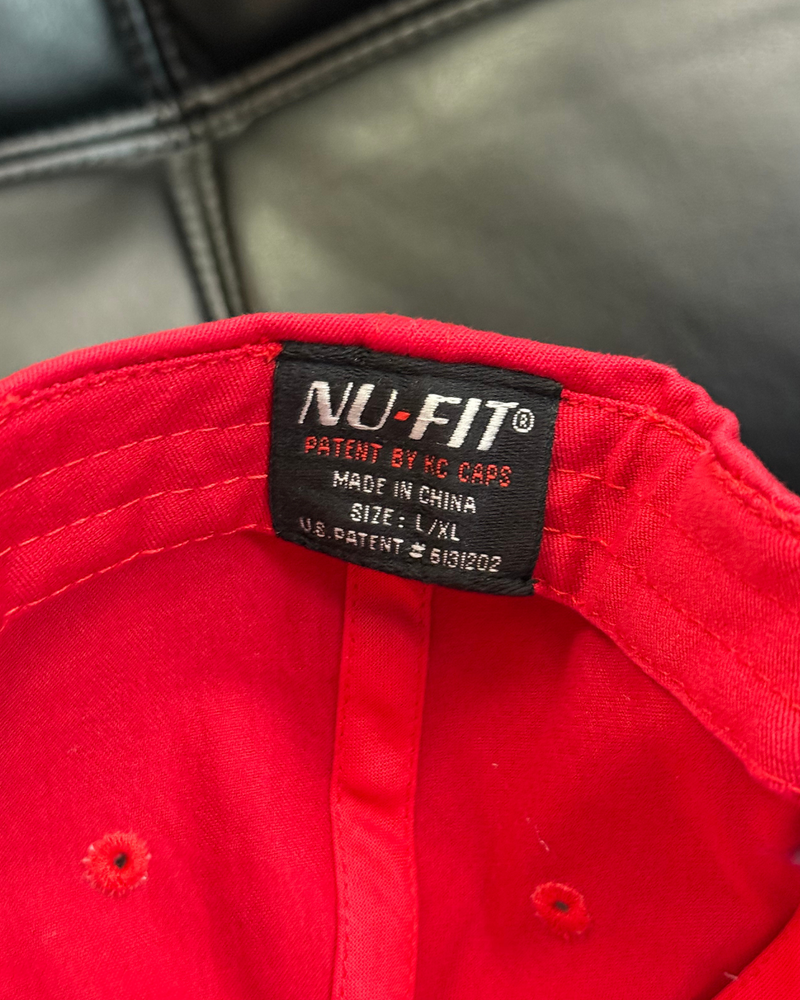 NU-FIT®
PATENT BY KC CAPS
MADE IN CHINA
SIZE: L/XL
U.S.PATENT # 5131202